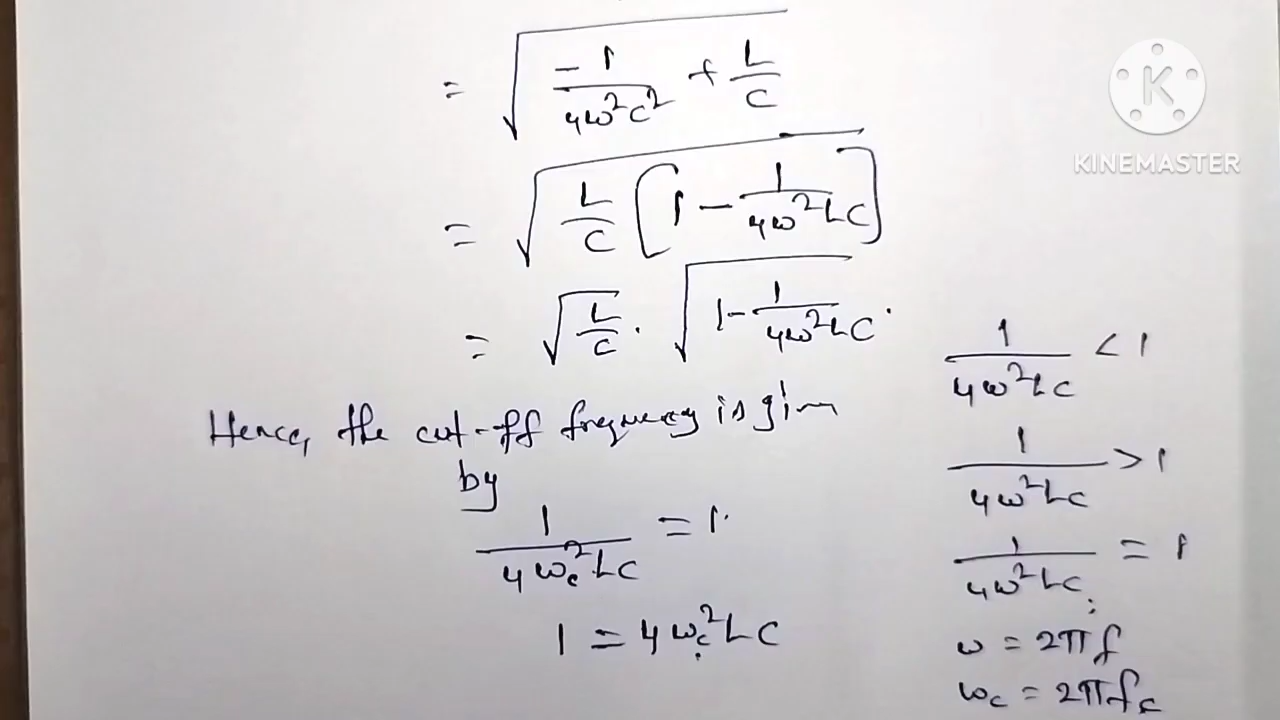 = √(-1/4ω²C² + L/C)
= √(L/C [1 - 1/4ω²LC])
= √(L/C) . √(1 - 1/4ω²LC) .
Hence, the cut-off frequency is
by
1/4ωc²LC = 1.
1 = 4ωc²LC
1/4ω²LC < 1
1/4ω²LC > 1
1/4ω²LC = 1
ω = 2πf
ωc = 2πfc
K
KINEMASTER